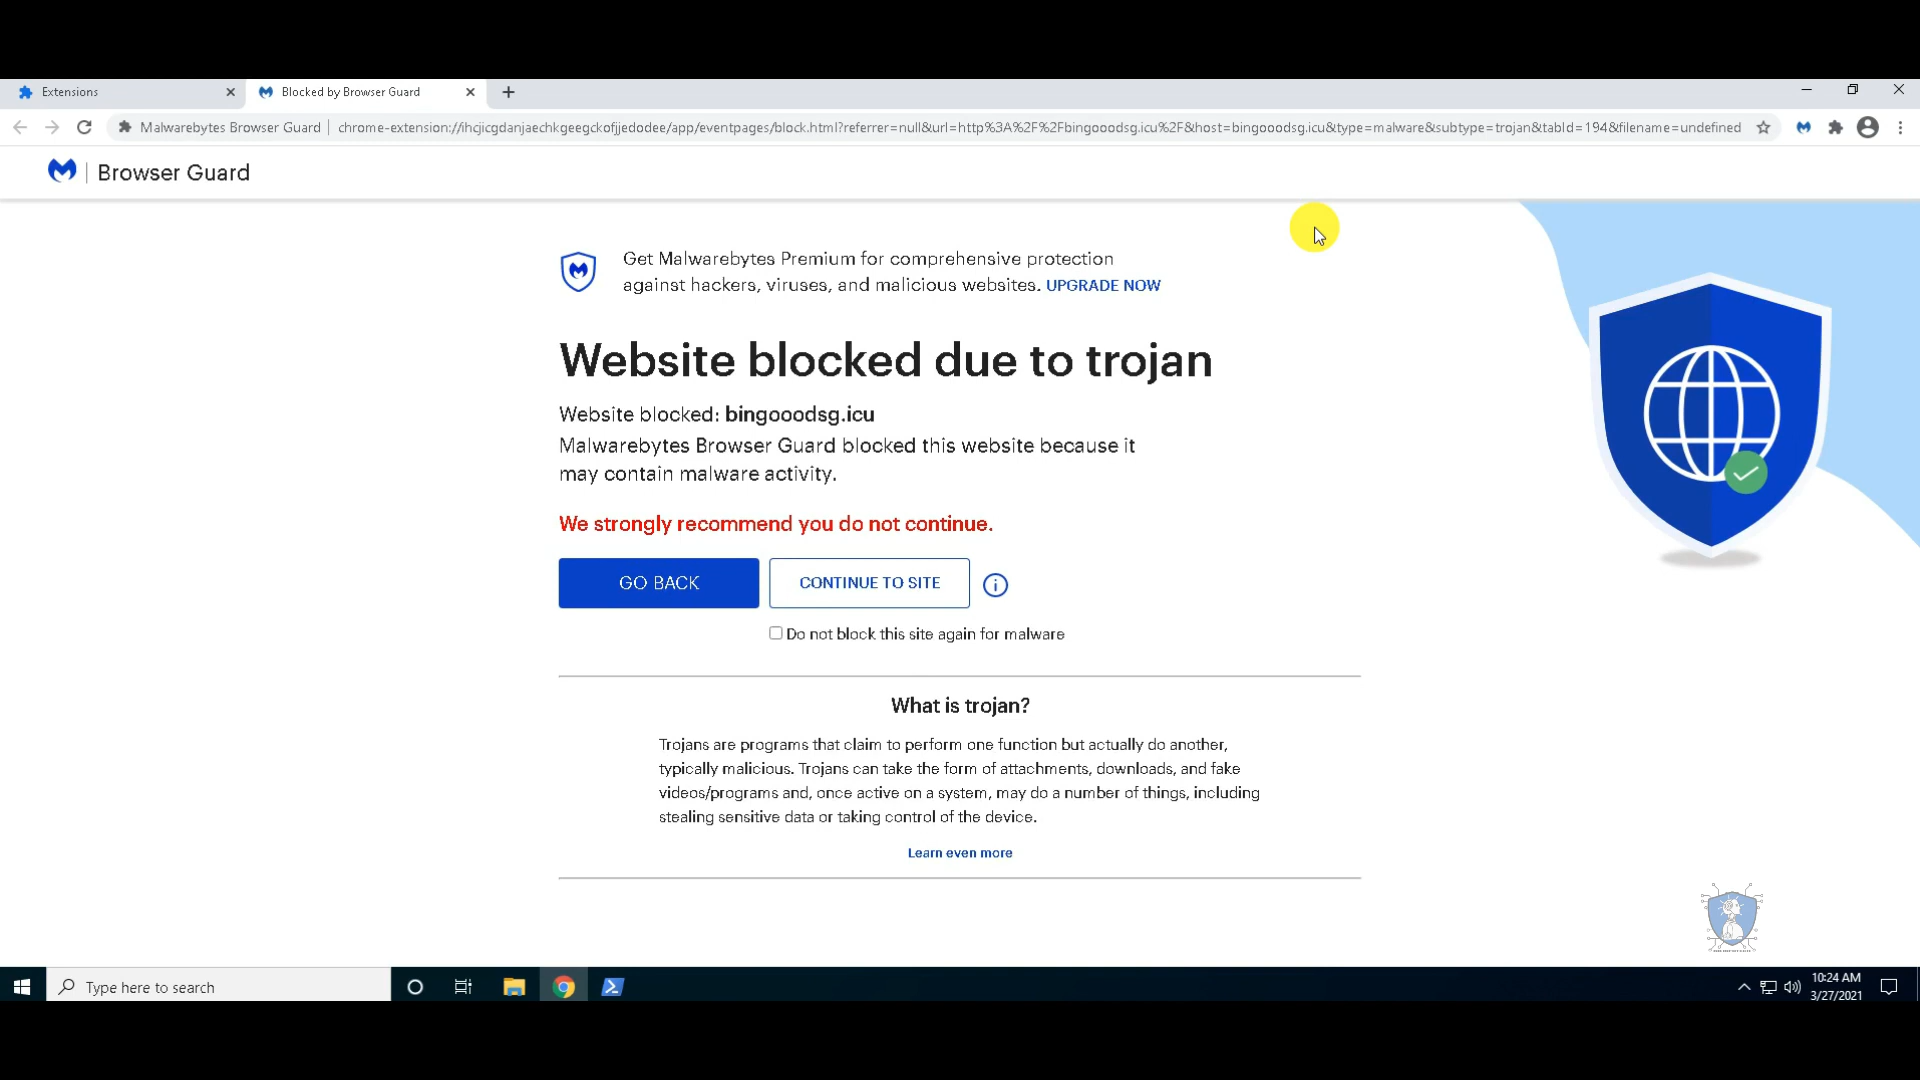 Extensions
Blocked by Browser Guard
Malwarebytes Browser Guard
chrome-extension://ihcjicgdanjaechkgeegckofjjedodee/app/eventpages/block.html?referrer=null&url=http%3A%2F%2Fbingooodsg.icu%2F&host=bingooodsg.icu&type=malware&subtype=trojan&tabId=194&filename=undefined
Browser Guard
Get Malwarebytes Premium for comprehensive protection
against hackers, viruses, and malicious websites. UPGRADE NOW
Website blocked due to trojan
Website blocked: bingooodsg.icu
Malwarebytes Browser Guard blocked this website because it
may contain malware activity.
We strongly recommend you do not continue.
GO BACK
CONTINUE TO SITE
Do not block this site again for malware
What is trojan?
Trojans are programs that claim to perform one function but actually do another,
typically malicious. Trojans can take the form of attachments, downloads, and fake
videos/programs and, once active on a system, may do a number of things, including
stealing sensitive data or taking control of the device.
Learn even more
Type here to search
10:24 AM
3/27/2021